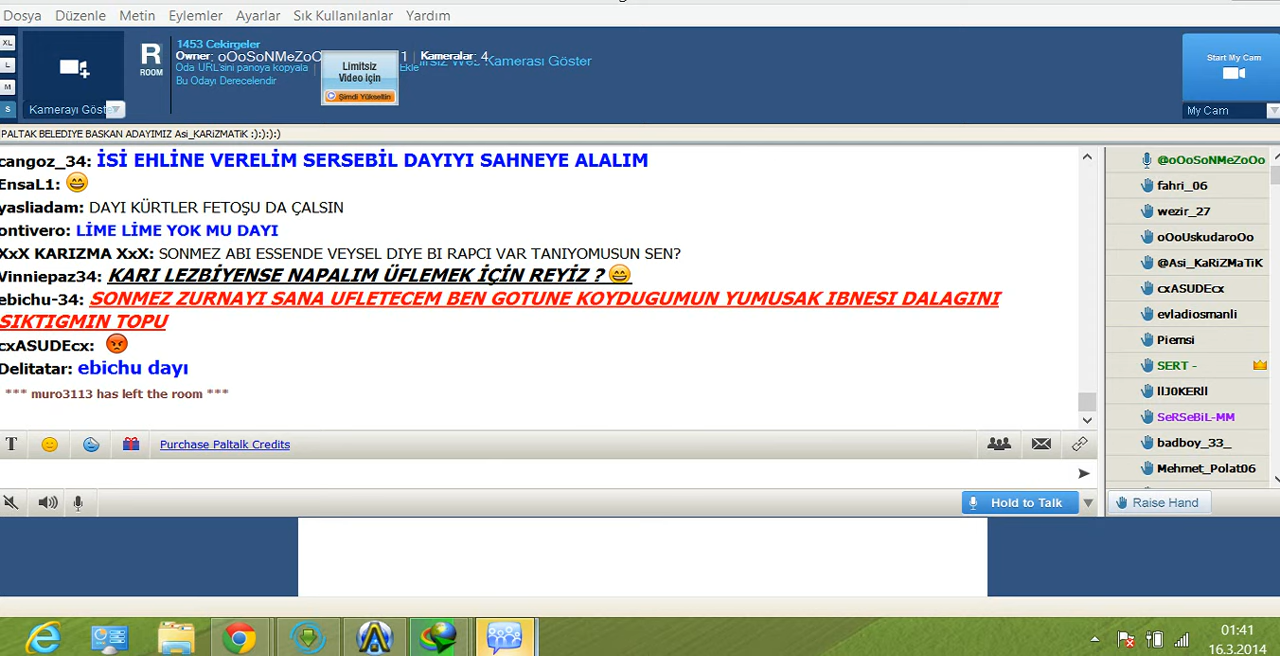 Dosya Düzenle Metin Eylemler Ayarlar Sık Kullanılanlar Yardım
XL
L
M
S
Kamerayı Göst
R
ROOM
1453 Cekirgeler
Owner: oOoSoNMeZoO 1 | Kameralar: 4
Oda URL'sini panoya kopyala | Ekle Web Kamerası Göster
Bu Odayı Derecelendir
Limitsiz
Video için
Şimdi Yükseltin
Start My Cam
My Cam
PALTAK BELEDIYE BASKAN ADAYIMIZ Asi_KARiZMATiK :):):):)
cangoz_34: İSİ EHLİNE VERELİM SERSEBİL DAYIYI SAHNEYE ALALIM
EnsaL1:
yasliadam: DAYI KÜRTLER FETOŞU DA ÇALSIN
ontivero: LİME LİME YOK MU DAYI
XxX KARIZMA XxX: SONMEZ ABI ESSENDE VEYSEL DIYE BI RAPCI VAR TANIYOMUSUN SEN?
Vinniepaz34: KARI LEZBİYENSE NAPALIM ÜFLEMEK İÇİN REYİZ ?
ebichu-34: SONMEZ ZURNAYI SANA UFLETECEM BEN GOTUNE KOYDUGUMUN YUMUSAK IBNESI DALAGINI
SIKTIGMIN TOPU
cxASUDEcx:
Delitatar: ebichu dayı
*** muro3113 has left the room ***
@oOoSoNMeZoOo
fahri_06
wezir_27
oOoUskudaroOo
@Asi_KaRiZMaTiK
cxASUDEcx
evladiosmanli
Piemsi
SERT -
llJ0KERll
SeRSeBiL-MM
badboy_33_
Mehmet_Polat06
T Purchase Paltalk Credits
Hold to Talk
Raise Hand
01:41
16.3.2014